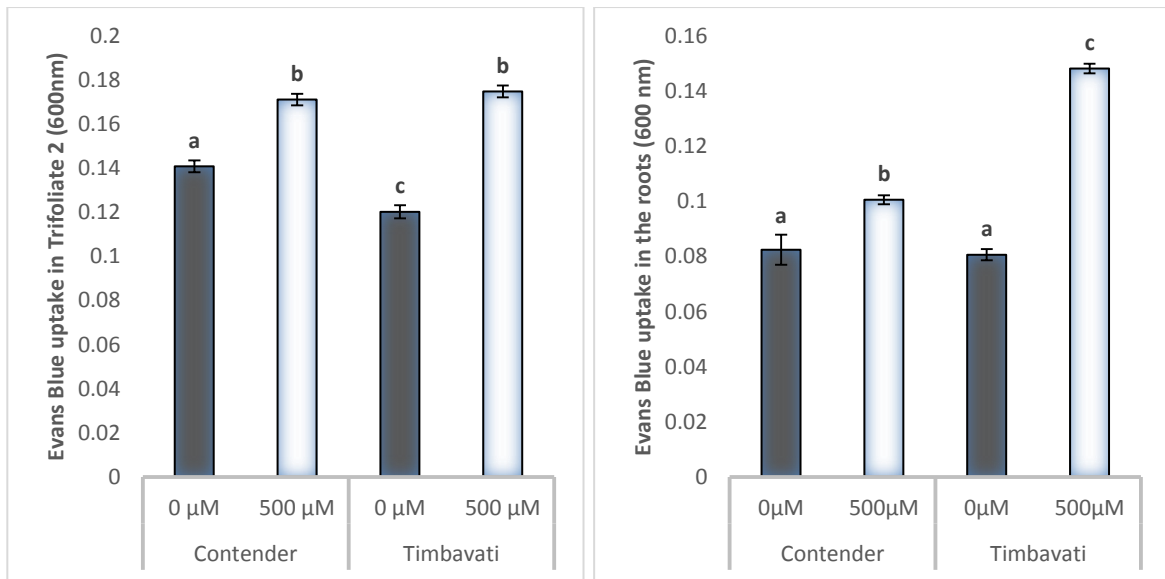 Evans Blue uptake in Trifoliate 2 (600nm)
0.2
0.18
0.16
0.14
0.12
0.1
0.08
0.06
0.04
0.02
0
a
b
c
b
0 µM
500 µM
0 µM
500 µM
Contender
Timbavati
Evans Blue uptake in the roots (600 nm)
0.16
0.14
0.12
0.1
0.08
0.06
0.04
0.02
0
a
b
a
c
0µM
500µM
0µM
500µM
Contender
Timbavati